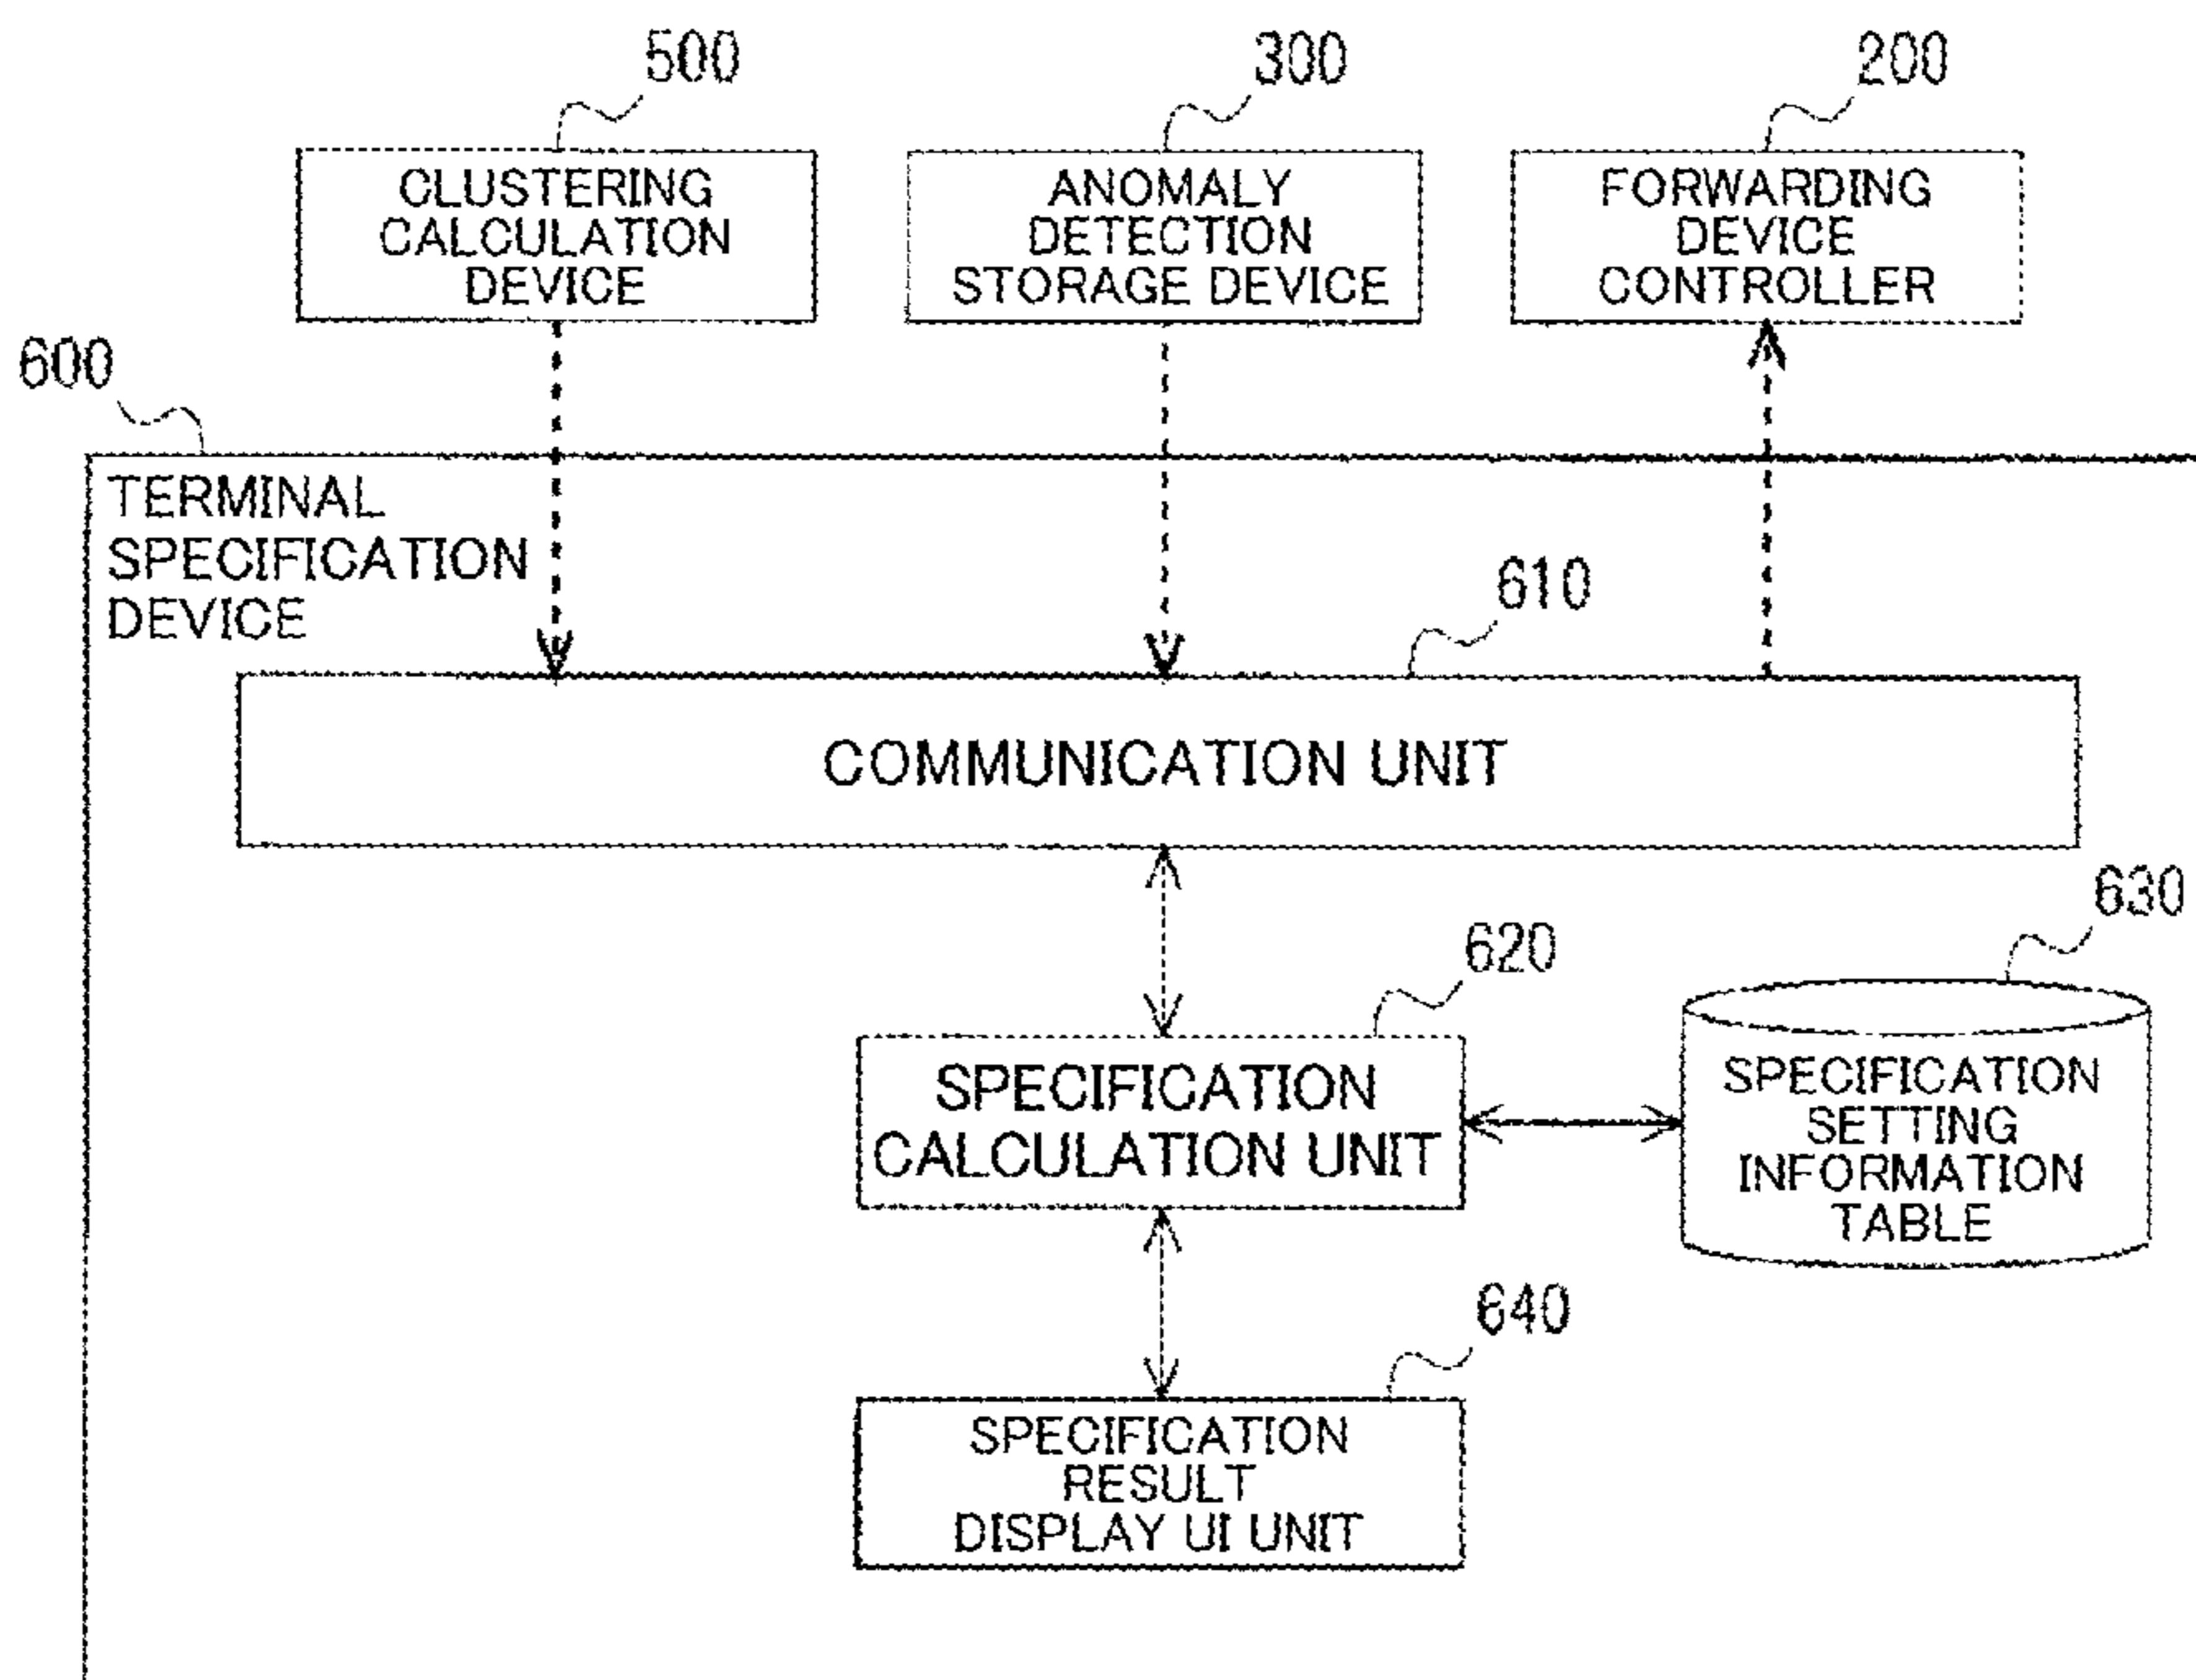 500
300
200
CLUSTERING
CALCULATION
DEVICE
ANOMALY
DETECTION
STORAGE DEVICE
FORWARDING
DEVICE
CONTROLLER
600
TERMINAL
SPECIFICATION
DEVICE
610
COMMUNICATION UNIT
620
630
SPECIFICATION
CALCULATION UNIT
SPECIFICATION
SETTING
INFORMATION
TABLE
640
SPECIFICATION
RESULT
DISPLAY UI UNIT